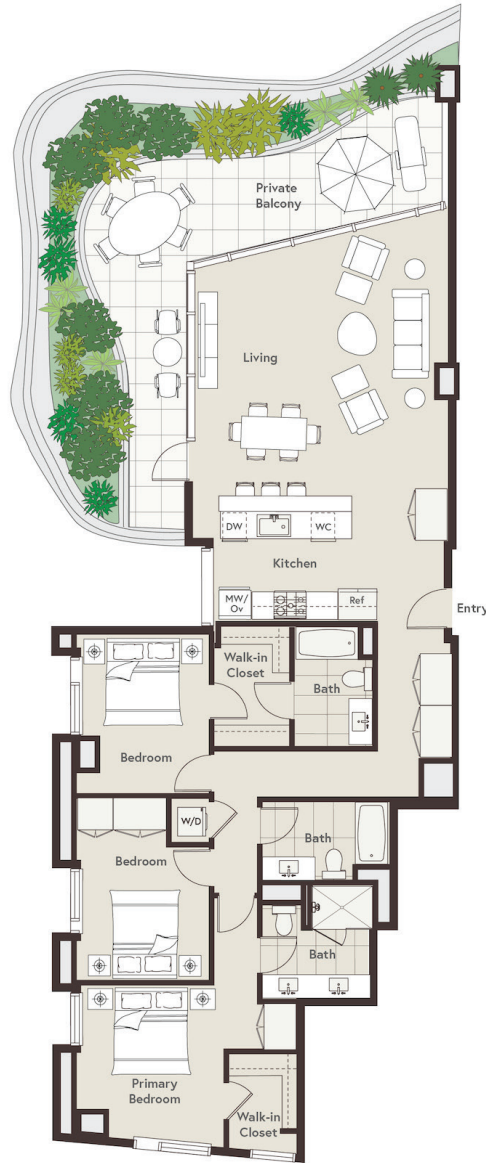 Private
Balcony
Living
DW
WC
Kitchen
MW/
Ov
Ref
Entry
Walk-in
Closet
Bath
Bedroom
W/D
Bath
Bedroom
Bath
Primary
Bedroom
Walk-in
Closet